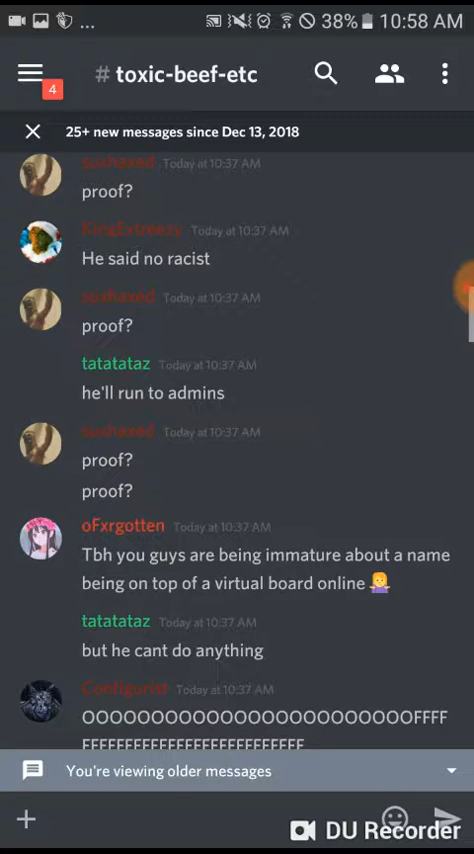 ... 38% 10:58 AM
4 # toxic-beef-etc
25+ new messages since Dec 13, 2018
sushaxed Today at 10:37 AM
proof?
KingExtreezy Today at 10:37 AM
He said no racist
sushaxed Today at 10:37 AM
proof?
tatatataz Today at 10:37 AM
he'll run to admins
sushaxed Today at 10:37 AM
proof?
proof?
oFxrgotten Today at 10:37 AM
Tbh you guys are being immature about a name
being on top of a virtual board online 🤷‍♀️
tatatataz Today at 10:37 AM
but he cant do anything
Configurist Today at 10:37 AM
OOOOOOOOOOOOOOOOOOOOOOOOFFFF
FFFFFFFFFFFFFFFFFFFFFFFFFF
You're viewing older messages
DU Recorder